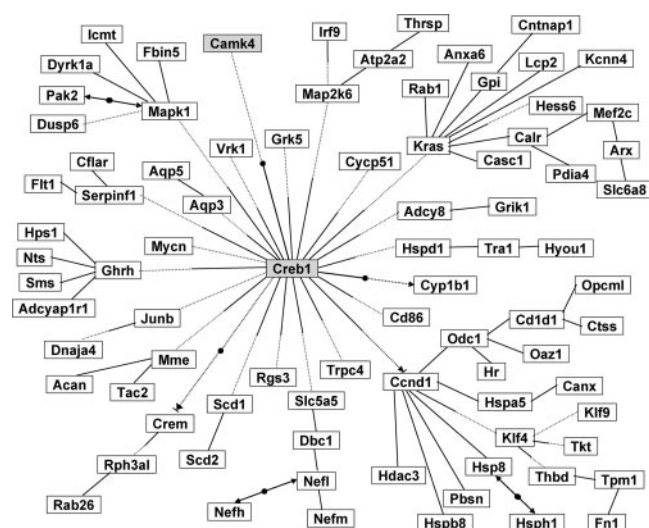 Irf9
Thrsp
Cntnap1
Icmt
Fbin5
Camk4
Atp2a2
Anxa6
Lcp2
Dyrk1a
Gpi
Kcnn4
Pak2
Mapk1
Map2k6
Rab1
Hess6
Mef2c
Dusp6
Vrk1
Grk5
Kras
Calr
Arx
Cflar
Aqp5
Cycp51
Casc1
Pdia4
Flt1
Serpinf1
Aqp3
Slc6a8
Adcy8
Grik1
Hps1
Mycn
Hspd1
Tra1
Hyou1
Nts
Ghrh
Creb1
Sms
Cyp1b1
Adcyap1r1
Opcml
Junb
Cd86
Cd1d1
Ctss
Dnaja4
Odc1
Mme
Trpc4
Oaz1
Acan
Rgs3
Ccnd1
Hr
Tac2
Scd1
Slc5a5
Hspa5
Canx
Crem
Klf9
Dbc1
Klf4
Tkt
Rph3al
Scd2
Hdac3
Hsp8
Thbd
Tpm1
Rab26
Nefl
Pbsn
Nefh
Nefm
Hspb8
Hsph1
Fn1